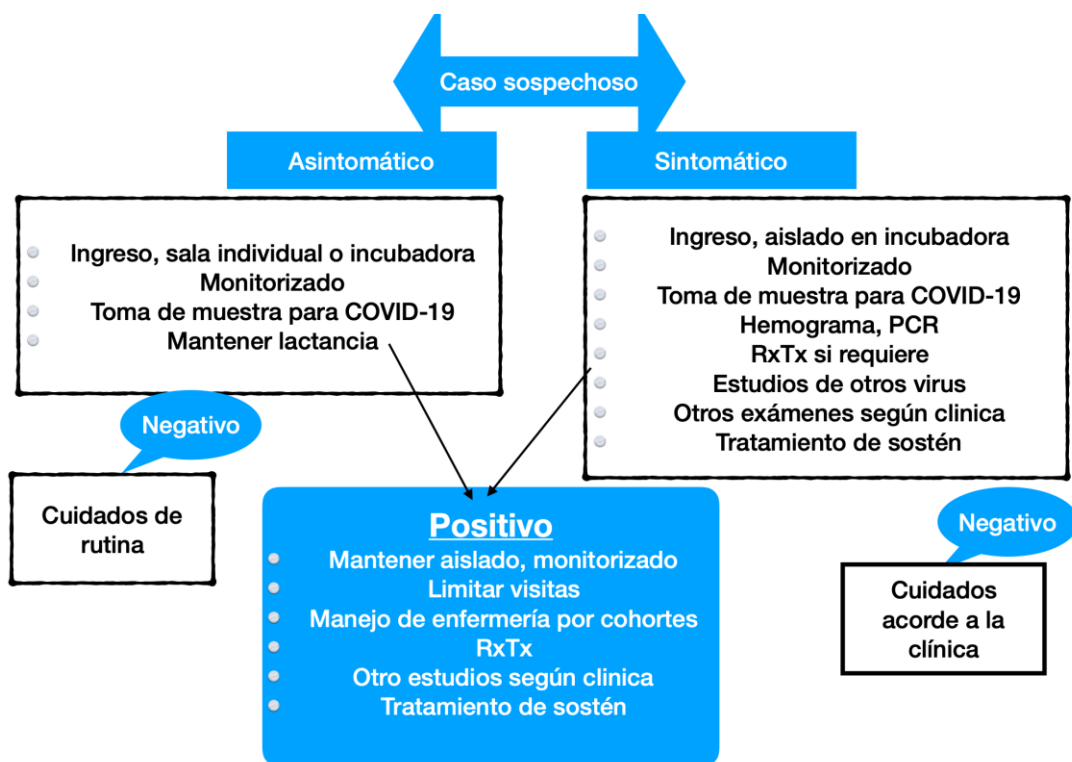 Caso sospechoso
Asintomático
Sintomático
Ingreso, sala individual o incubadora
Monitorizado
Toma de muestra para COVID-19
Mantener lactancia
Ingreso, aislado en incubadora
Monitorizado
Toma de muestra para COVID-19
Hemograma, PCR
RxTx si requiere
Estudios de otros virus
Otros exámenes según clinica
Tratamiento de sostén
Negativo
Cuidados de
rutina
Positivo
Mantener aislado, monitorizado
Limitar visitas
Manejo de enfermería por cohortes
RxTx
Otro estudios según clinica
Tratamiento de sostén
Negativo
Cuidados
acorde a la
clínica